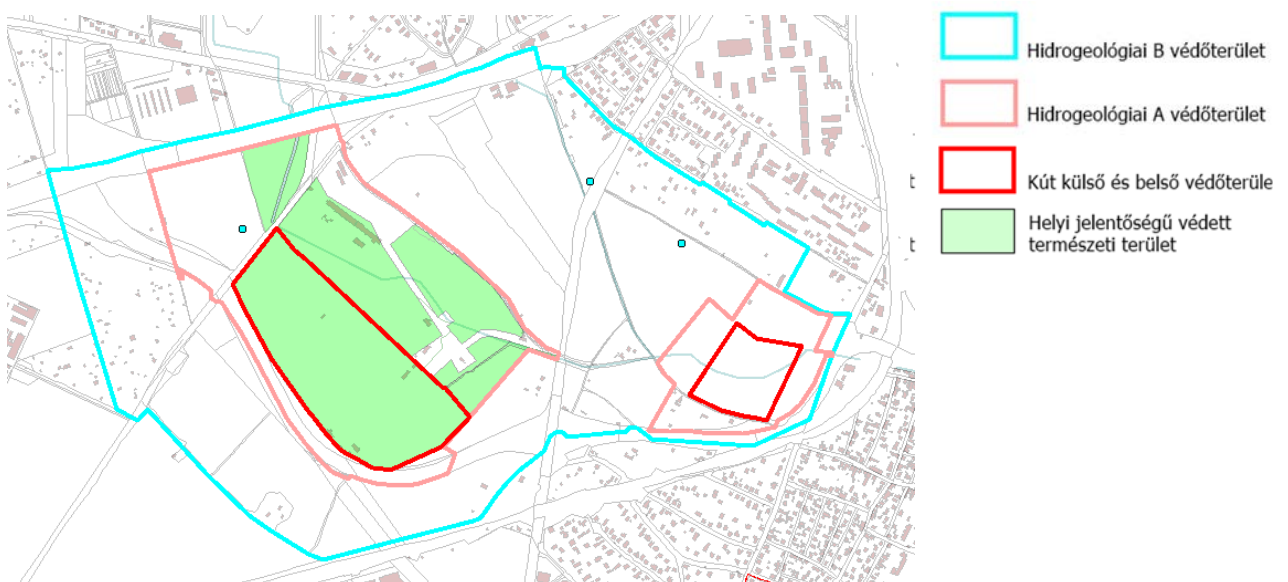 Hidrogeológiai B védőterület
Hidrogeológiai A védőterület
t
Kút külső és belső védőterüle
Helyi jelentőségű védett
t
természeti terület